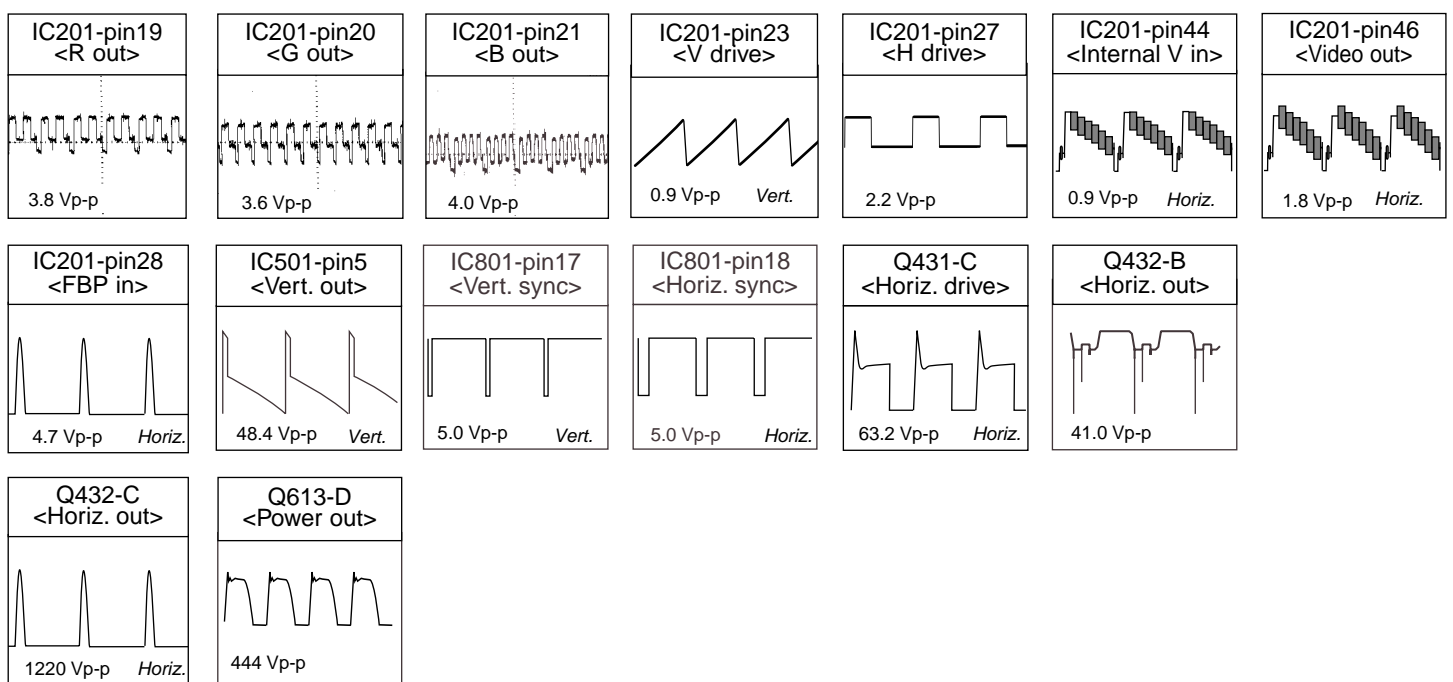 IC201-pin19
<R out>
3.8 Vp-p
IC201-pin20
<G out>
3.6 Vp-p
IC201-pin21
<B out>
4.0 Vp-p
IC201-pin23
<V drive>
0.9 Vp-p Vert.
IC201-pin27
<H drive>
2.2 Vp-p
IC201-pin44
<Internal V in>
0.9 Vp-p Horiz.
IC201-pin46
<Video out>
1.8 Vp-p Horiz.
IC201-pin28
<FBP in>
4.7 Vp-p Horiz.
IC501-pin5
<Vert. out>
48.4 Vp-p Vert.
IC801-pin17
<Vert. sync>
5.0 Vp-p Vert.
IC801-pin18
<Horiz. sync>
5.0 Vp-p Horiz.
Q431-C
<Horiz. drive>
63.2 Vp-p Horiz.
Q432-B
<Horiz. out>
41.0 Vp-p
Q432-C
<Horiz. out>
1220 Vp-p Horiz.
Q613-D
<Power out>
444 Vp-p